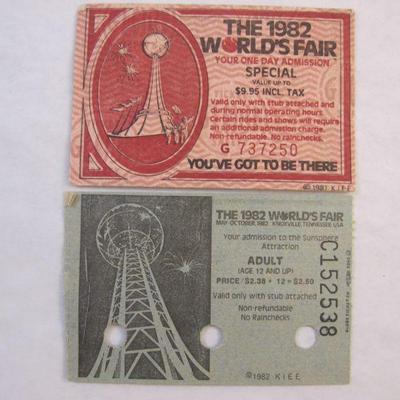 THE 1982
WORLD'S FAIR
YOUR ONE DAY ADMISSION
SPECIAL
VALUE UP TO
$9.95 INCL. TAX
Valid only with stub attached and
during normal operating hours.
Certain rides and shows will require
an additional admission charge.
Non-refundable. No rainchecks.
G 737250
YOU'VE GOT TO BE THERE
© 1981 K I E E
THE 1982 WORLD'S FAIR
MAY-OCTOBER, 1982 KNOXVILLE, TENNESSEE USA
Your admission to the Sunsphere
Attraction
ADULT
(AGE 12 AND UP)
PRICE / $2.38 + .12 = $2.50
Valid only with stub attached
Non-refundable
No Rainchecks
C152538
©1982 K I E E